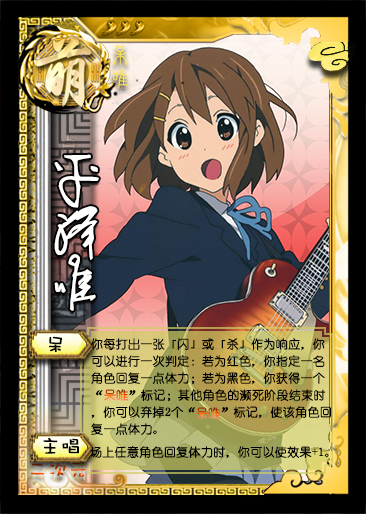 萌
呆唯
平泽唯
呆
你每打出一张「闪」或「杀」作为响应，你
可以进行一次判定：若为红色，你指定一名
角色回复一点体力；若为黑色，你获得一个
“呆唯”标记；其他角色的濒死阶段结束时
，你可以弃掉2个“呆唯”标记，使该角色回
复一点体力。
主唱
场上任意角色回复体力时，你可以使效果+1。
二次元